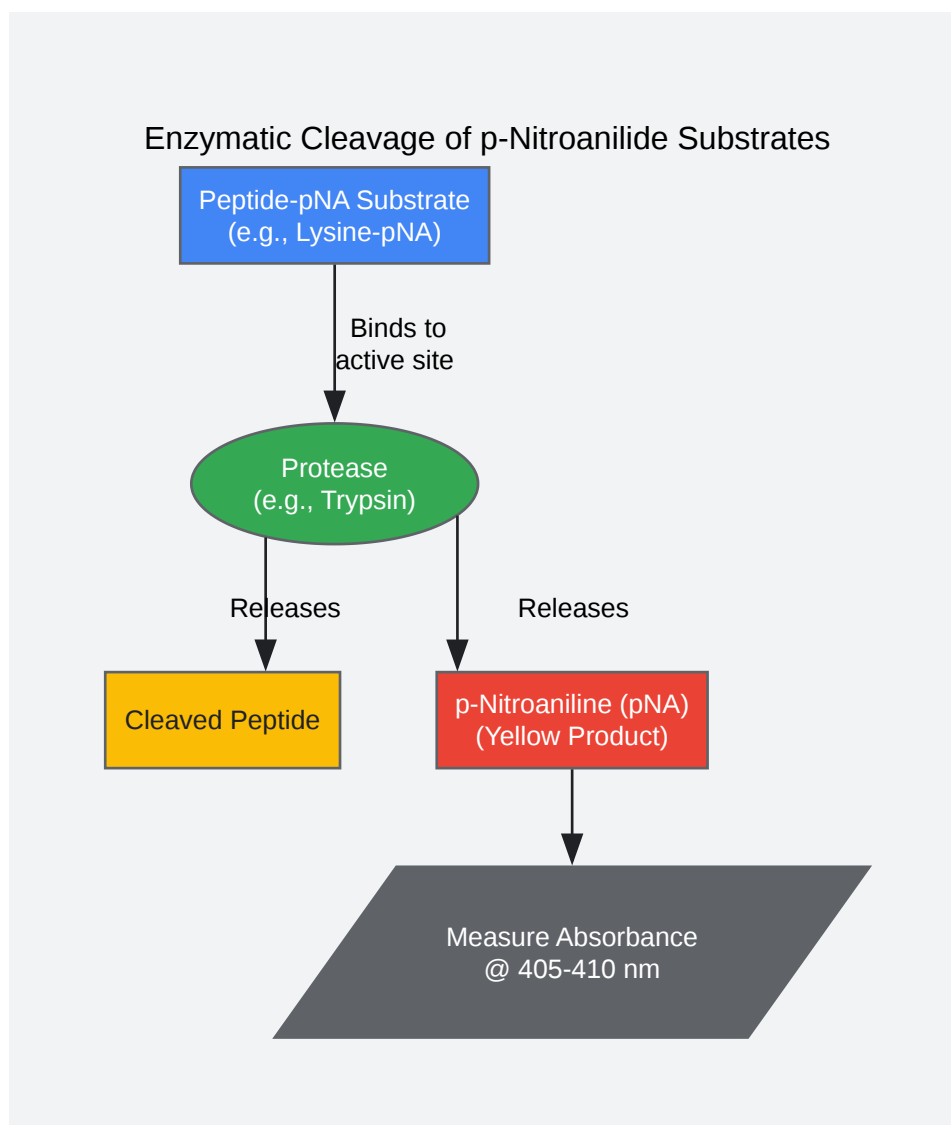 Enzymatic Cleavage of p-Nitroanilide Substrates
Peptide-pNA Substrate
(e.g., Lysine-pNA)
Binds to
active site
Protease
(e.g., Trypsin)
Releases
Releases
Cleaved Peptide
p-Nitroaniline (pNA)
(Yellow Product)
Measure Absorbance
@ 405-410 nm